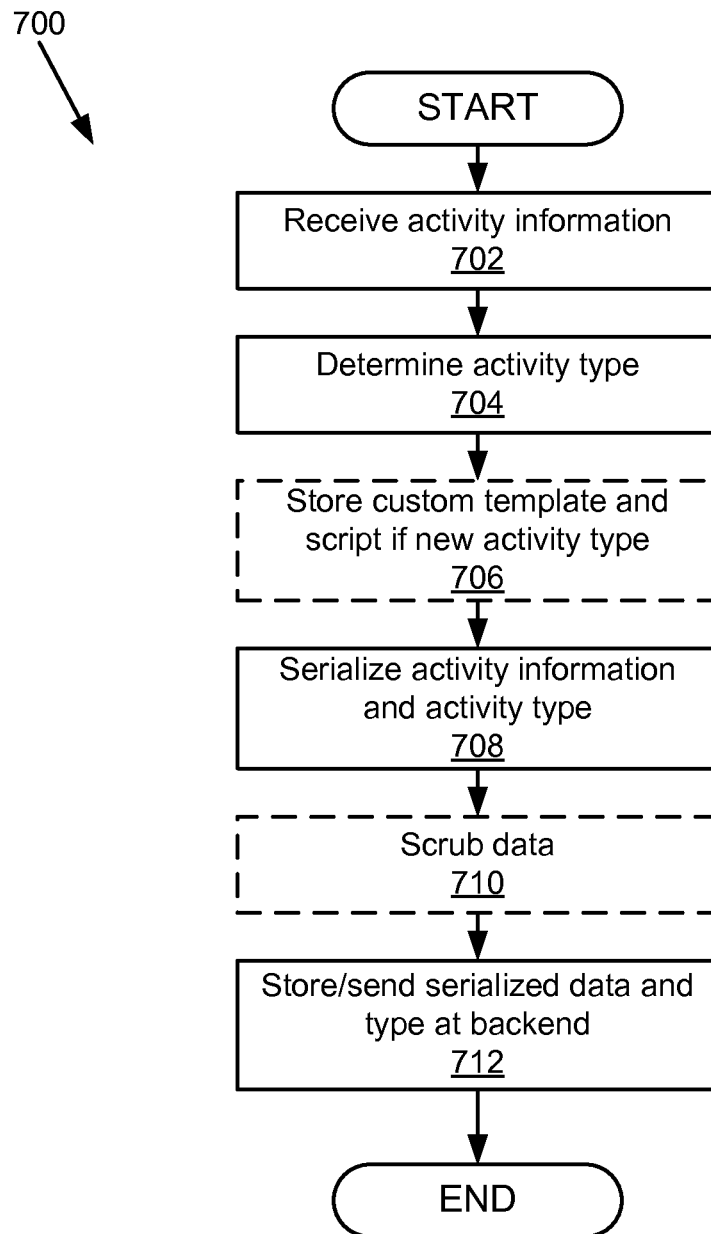 700
START
Receive activity information
702
Determine activity type
704
Store custom template and
script if new activity type
706
Serialize activity information
and activity type
708
Scrub data
710
Store/send serialized data and
type at backend
712
END